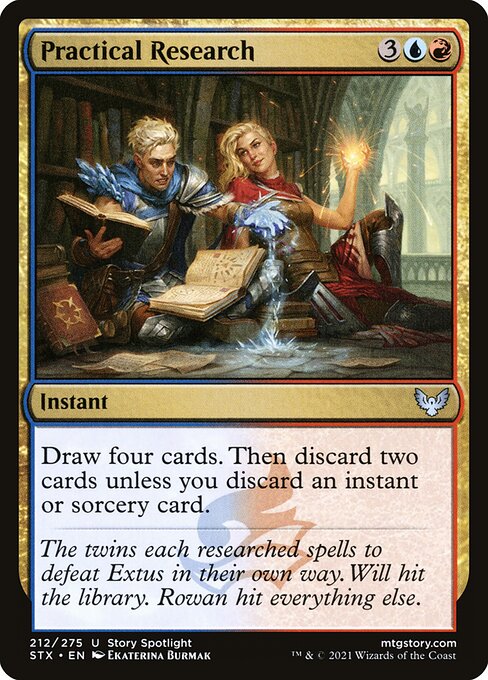 Practical Research 3
Instant
Draw four cards. Then discard two
cards unless you discard an instant
or sorcery card.
The twins each researched spells to
defeat Extus in their own way. Will hit
the library. Rowan hit everything else.
212/275 U Story Spotlight mtgstory.com
STX • EN Ekaterina Burmak ™ & © 2021 Wizards of the Coast